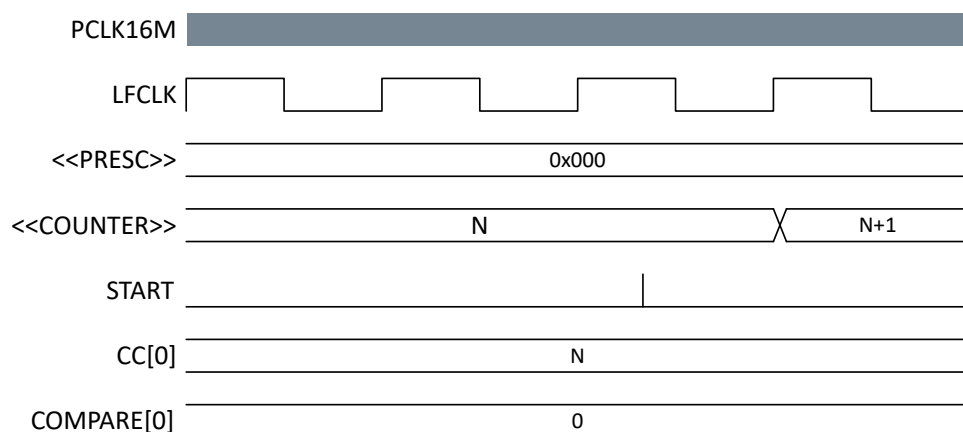 PCLK16M
LFCLK
<<PRESC>> 0x000
<<COUNTER>> N N+1
START
CC[0] N
COMPARE[0] 0